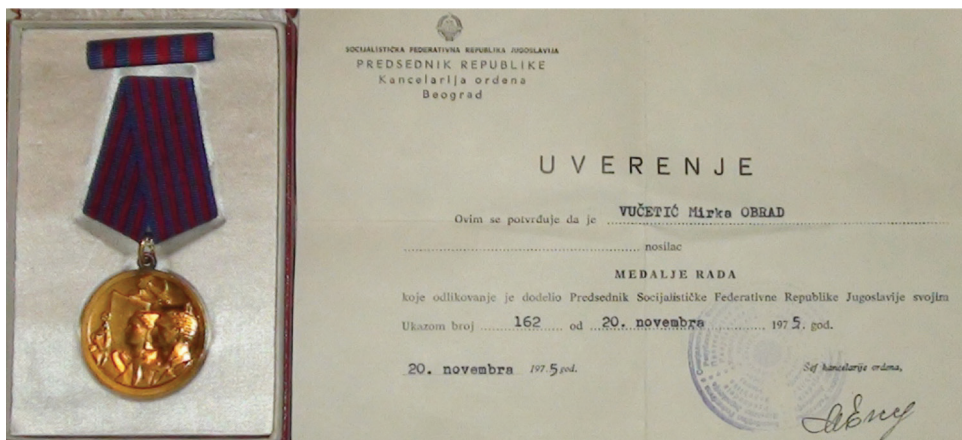 SOCIJALISTIČKA FEDERATIVNA REPUBLIKA JUGOSLAVIJA
PREDSEDNIK REPUBLIKE
Kancelarija ordena
Beograd
UVERENJE
Ovim se potvrđuje da je VUČETIĆ Mirka OBRAD
nosilac
MEDALJE RADA
koje odlikovanje je dodelio Predsednik Socijalističke Federativne Republike Jugoslavije svojim
Ukazom broj 162 od 20. novembra 1975. god.
20. novembra 1975 god.
Šef kancelarije ordena,